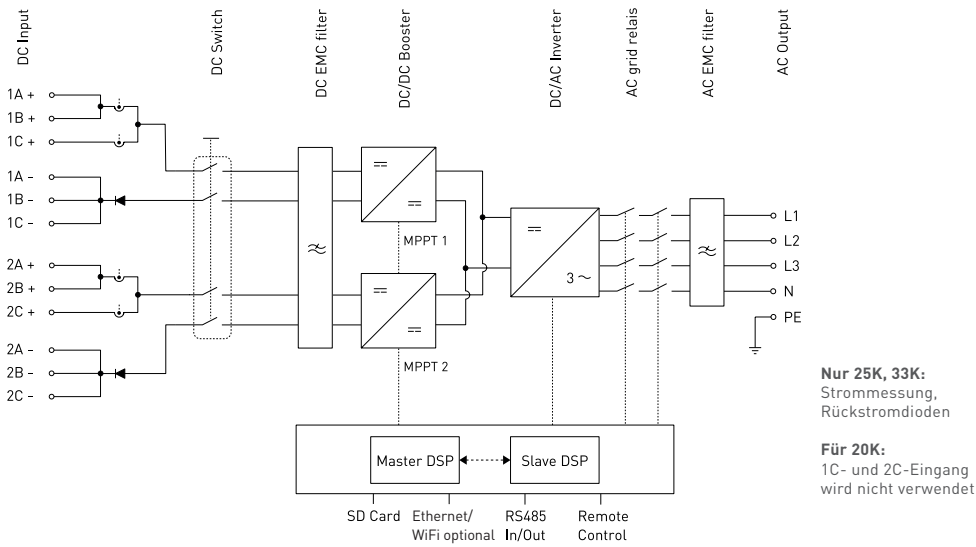 DC Input
DC Switch
DC EMC filter
DC/DC Booster
DC/AC Inverter
AC grid relais
AC EMC filter
AC Output
1A +
1B +
1C +
1A -
1B -
1C -
2A +
2B +
2C +
2A -
2B -
2C -
MPPT 1
MPPT 2
3 ~
L1
L2
L3
N
PE
Master DSP
Slave DSP
SD Card
Ethernet/
WiFi optional
RS485
In/Out
Remote
Control
Nur 25K, 33K:
Strommessung,
Rückstromdioden
Für 20K:
1C- und 2C-Eingang
wird nicht verwendet